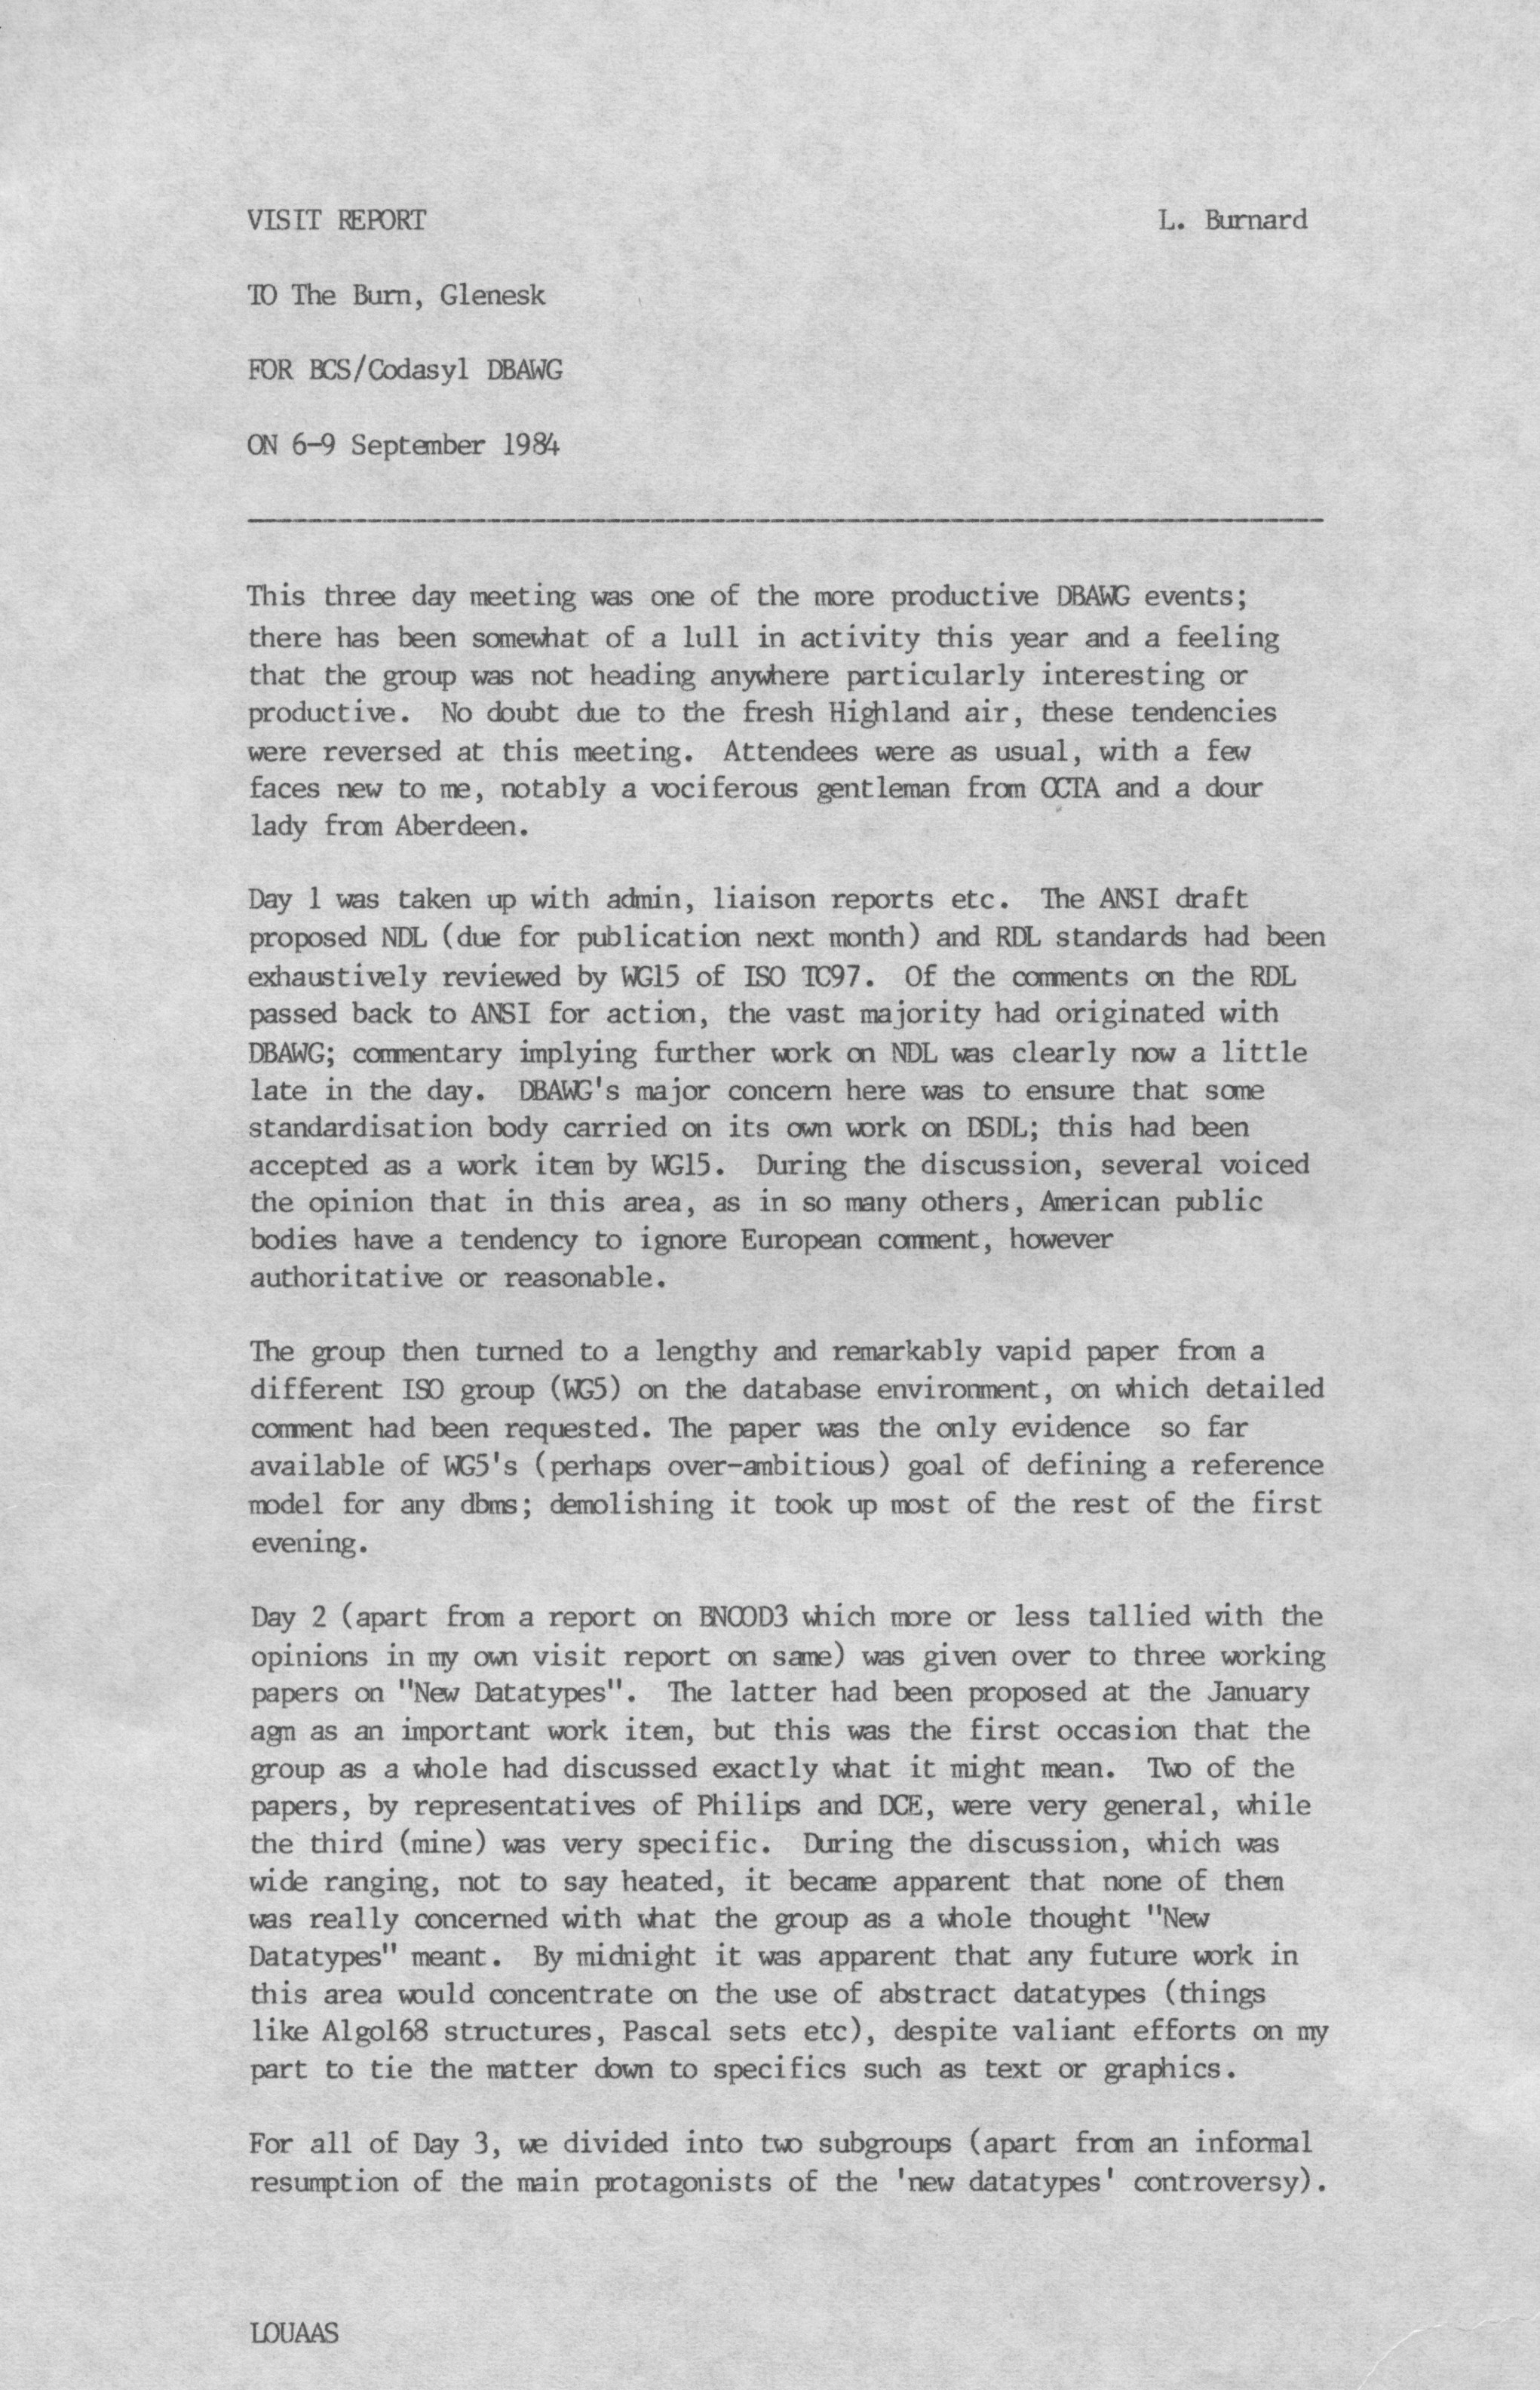 VISIT REPORT L. Burnard
TO The Burn, Glenesk
FOR BCS/Codasyl DBAWG
ON 6-9 September 1984
This three day meeting was one of the more productive DBAWG events;
there has been somewhat of a lull in activity this year and a feeling
that the group was not heading anywhere particularly interesting or
productive. No doubt due to the fresh Highland air, these tendencies
were reversed at this meeting. Attendees were as usual, with a few
faces new to me, notably a vociferous gentleman from CCTA and a dour
lady from Aberdeen.
Day 1 was taken up with admin, liaison reports etc. The ANSI draft
proposed NDL (due for publication next month) and RDL standards had been
exhaustively reviewed by WG15 of ISO TC97. Of the comments on the RDL
passed back to ANSI for action, the vast majority had originated with
DBAWG; commentary implying further work on NDL was clearly now a little
late in the day. DBAWG's major concern here was to ensure that some
standardisation body carried on its own work on DSDL; this had been
accepted as a work item by WG15. During the discussion, several voiced
the opinion that in this area, as in so many others, American public
bodies have a tendency to ignore European comment, however
authoritative or reasonable.
The group then turned to a lengthy and remarkably vapid paper from a
different ISO group (WG5) on the database environment, on which detailed
comment had been requested. The paper was the only evidence so far
available of WG5's (perhaps over-ambitious) goal of defining a reference
model for any dbms; demolishing it took up most of the rest of the first
evening.
Day 2 (apart from a report on BNCOD3 which more or less tallied with the
opinions in my own visit report on same) was given over to three working
papers on "New Datatypes". The latter had been proposed at the January
agm as an important work item, but this was the first occasion that the
group as a whole had discussed exactly what it might mean. Two of the
papers, by representatives of Philips and DCE, were very general, while
the third (mine) was very specific. During the discussion, which was
wide ranging, not to say heated, it became apparent that none of them
was really concerned with what the group as a whole thought "New
Datatypes" meant. By midnight it was apparent that any future work in
this area would concentrate on the use of abstract datatypes (things
like Algol68 structures, Pascal sets etc), despite valiant efforts on my
part to tie the matter down to specifics such as text or graphics.
For all of Day 3, we divided into two subgroups (apart from an informal
resumption of the main protagonists of the 'new datatypes' controversy).
LOUAAS